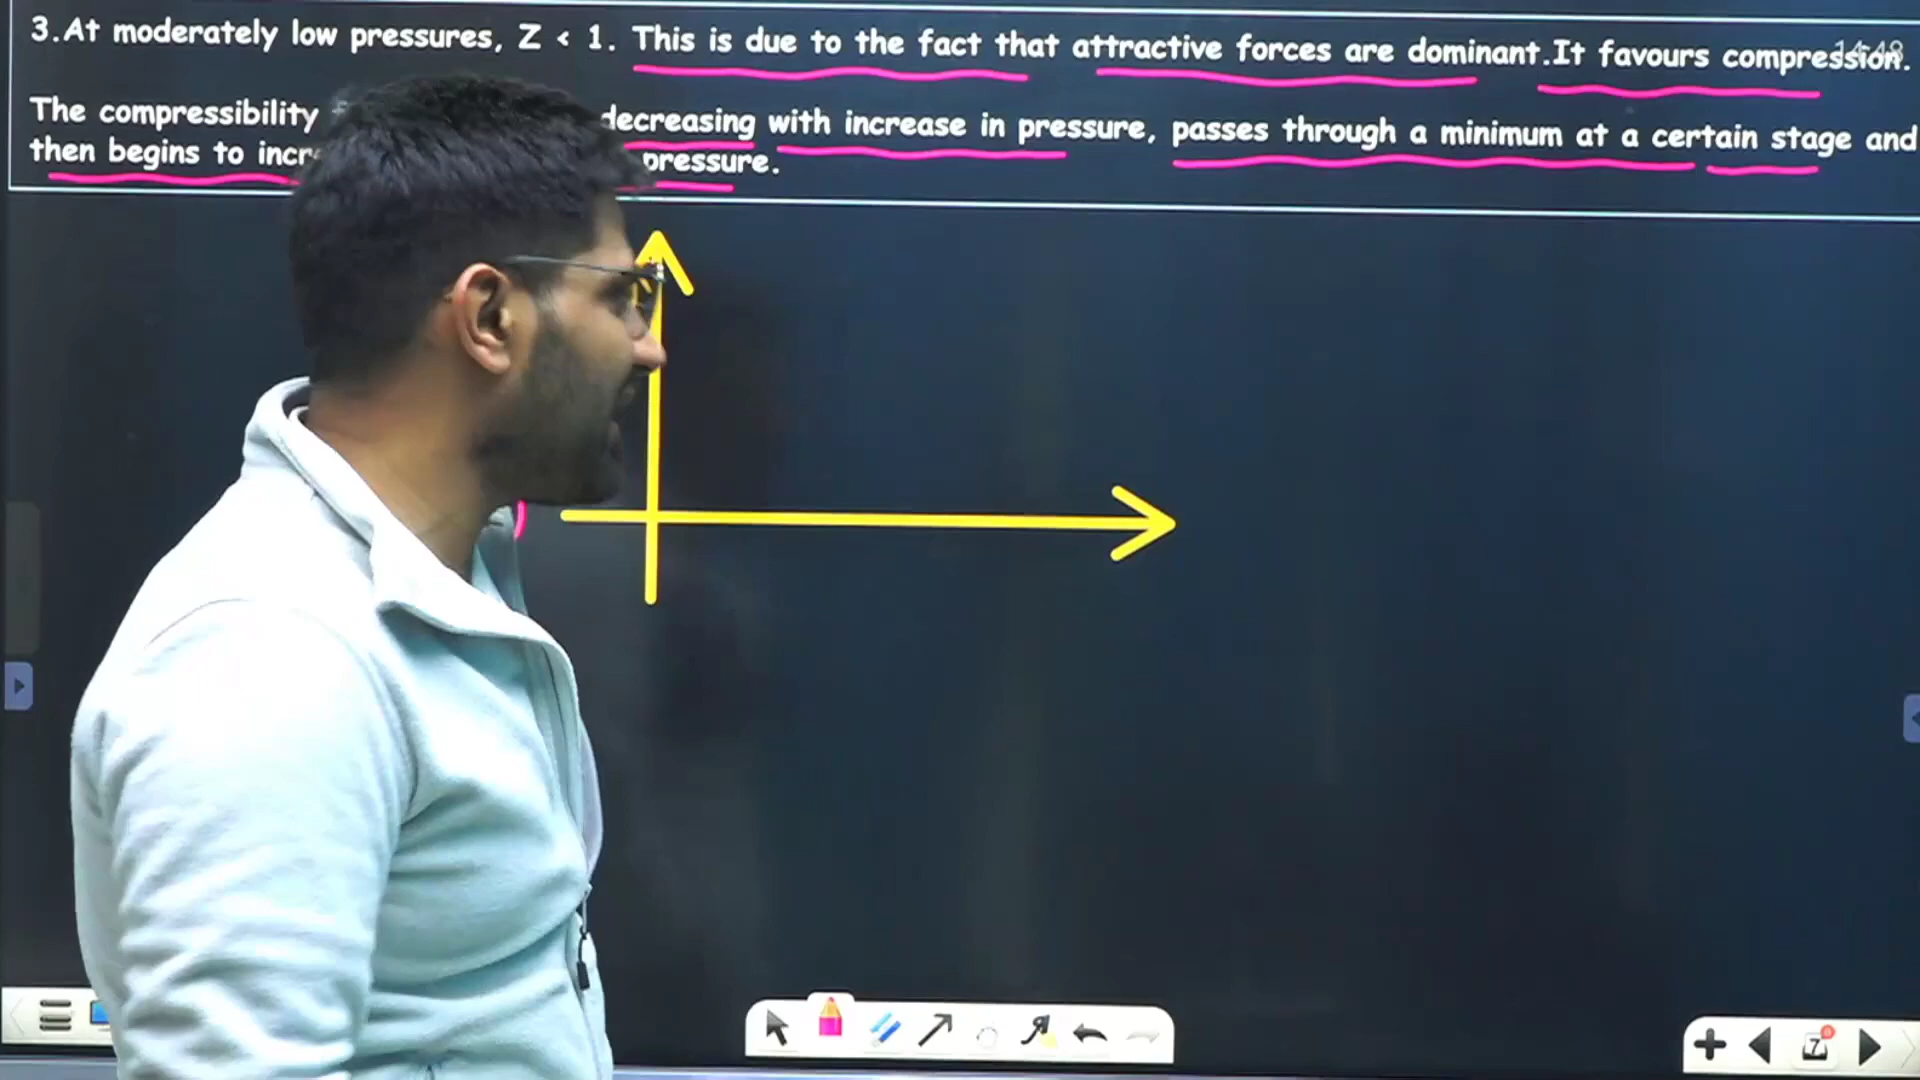 3.At moderately low pressures, Z < 1. This is due to the fact that attractive forces are dominant.It favours compression.
The compressibility decreasing with increase in pressure, passes through a minimum at a certain stage and
then begins to pressure.
7